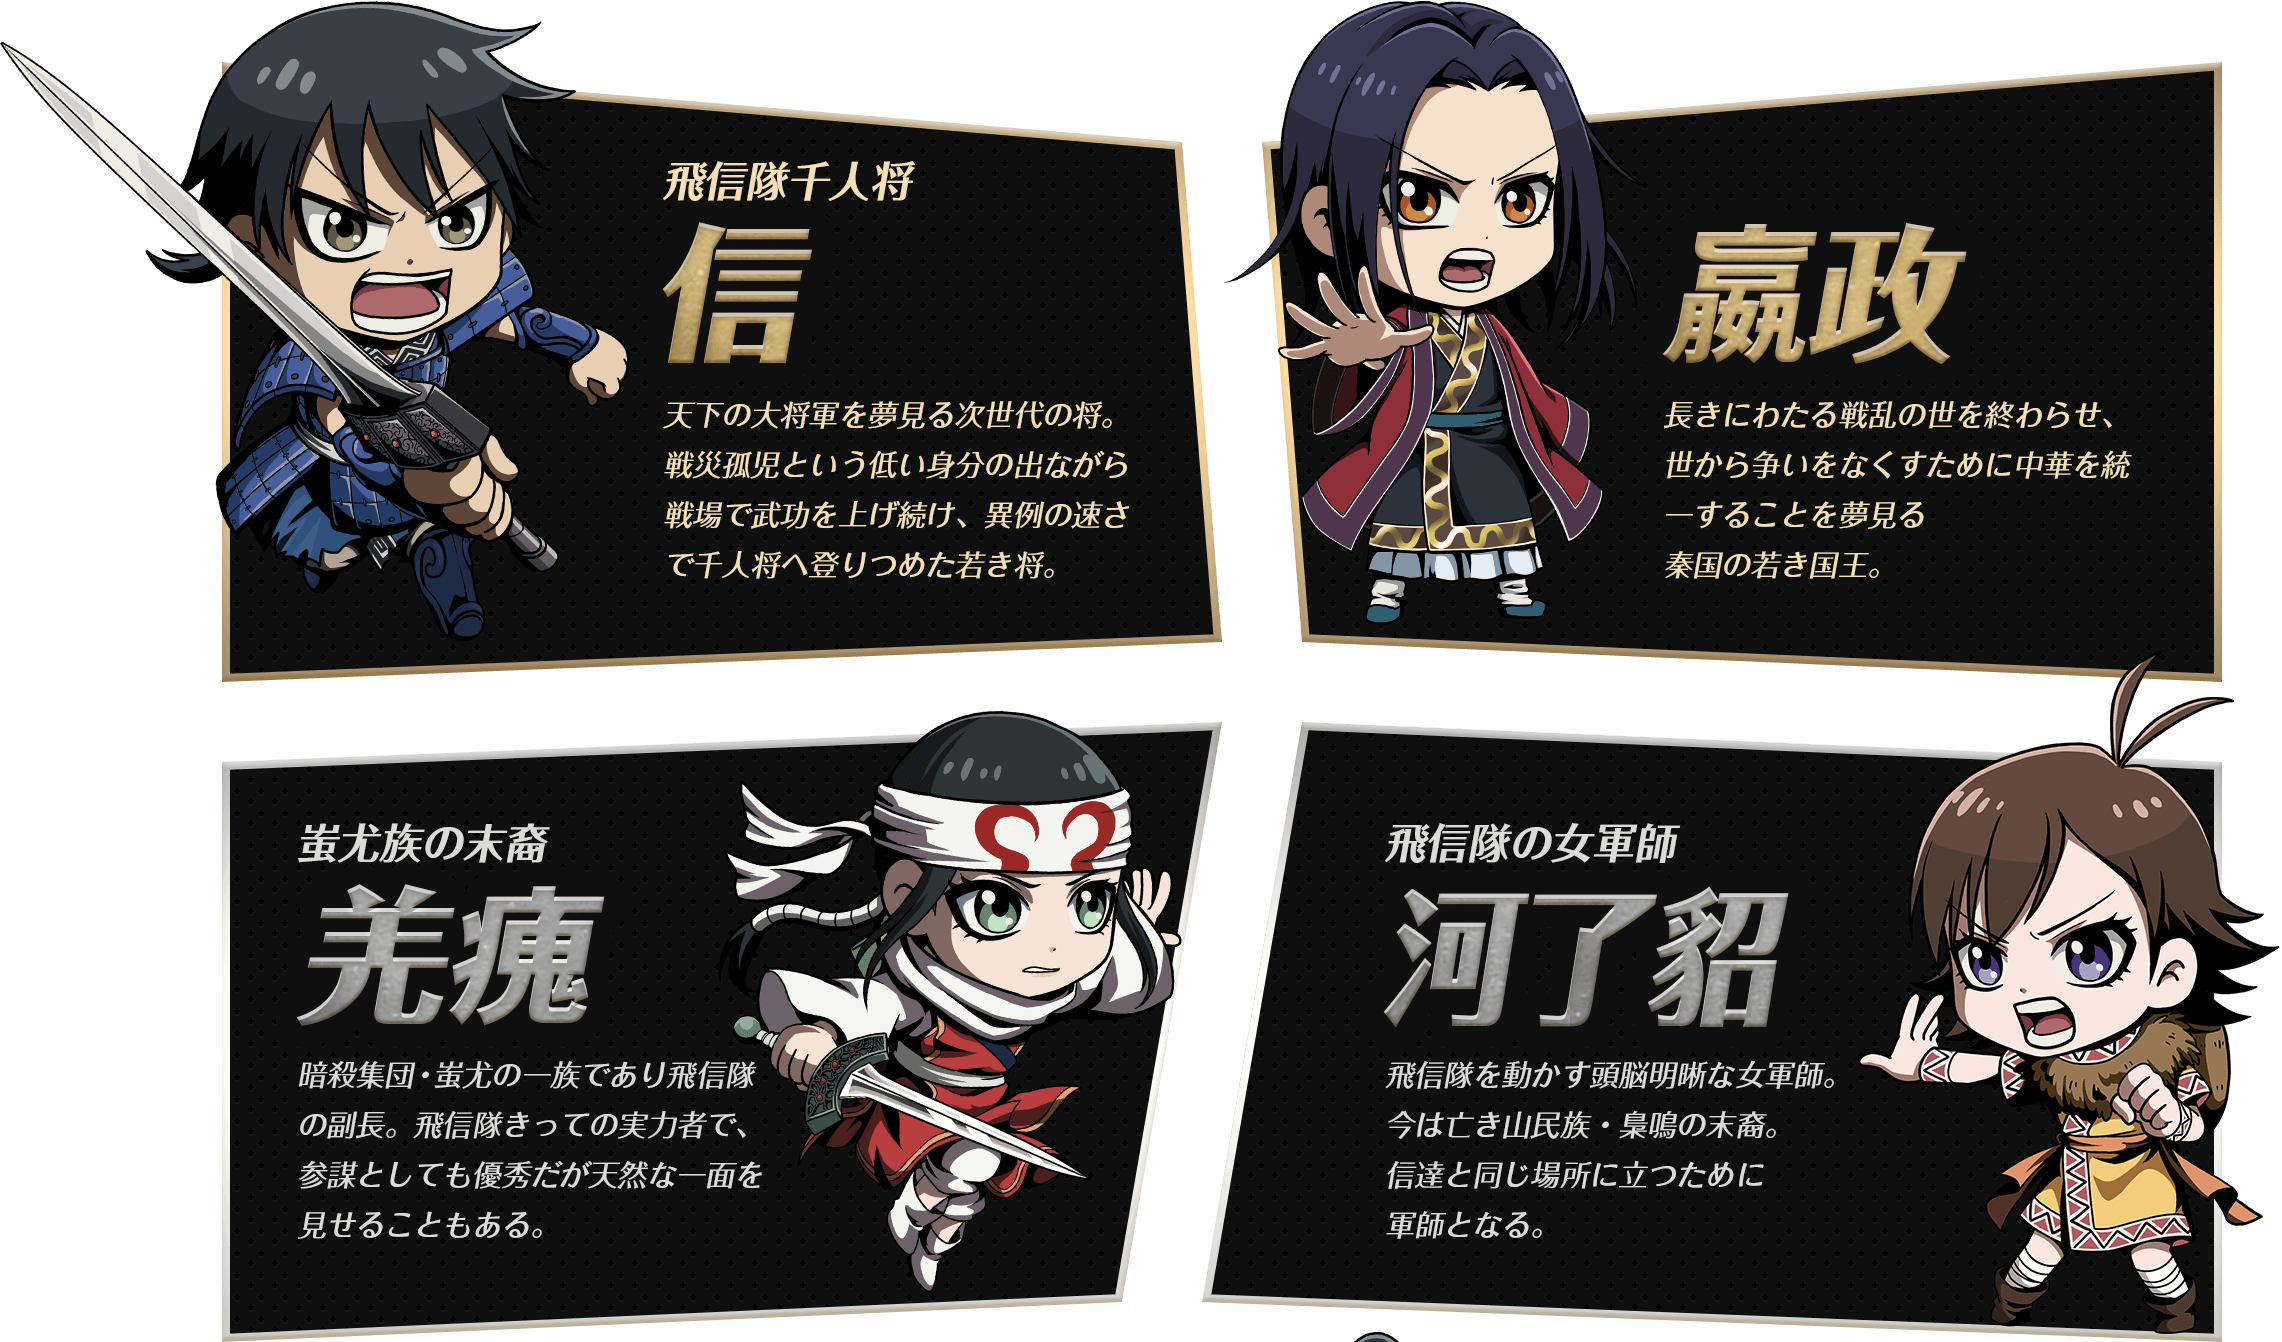 飛信隊千人将
信
天下の大将軍を夢見る次世代の将。
戦災孤児という低い身分の出ながら
戦場で武功を上げ続け、異例の速さ
で千人将へ登りつめた若き将。
嬴政
長きにわたる戦乱の世を終わらせ、
世から争いをなくすために中華を統
一することを夢見る
秦国の若き国王。
蚩尤族の末裔
羌瘣
暗殺集団・蚩尤の一族であり飛信隊
の副長。飛信隊きっての実力者で、
参謀としても優秀だが天然な一面を
見せることもある。
飛信隊の女軍師
河了貂
飛信隊を動かす頭脳明晰な女軍師。
今は亡き山民族・梟鳴の末裔。
信達と同じ場所に立つために
軍師となる。